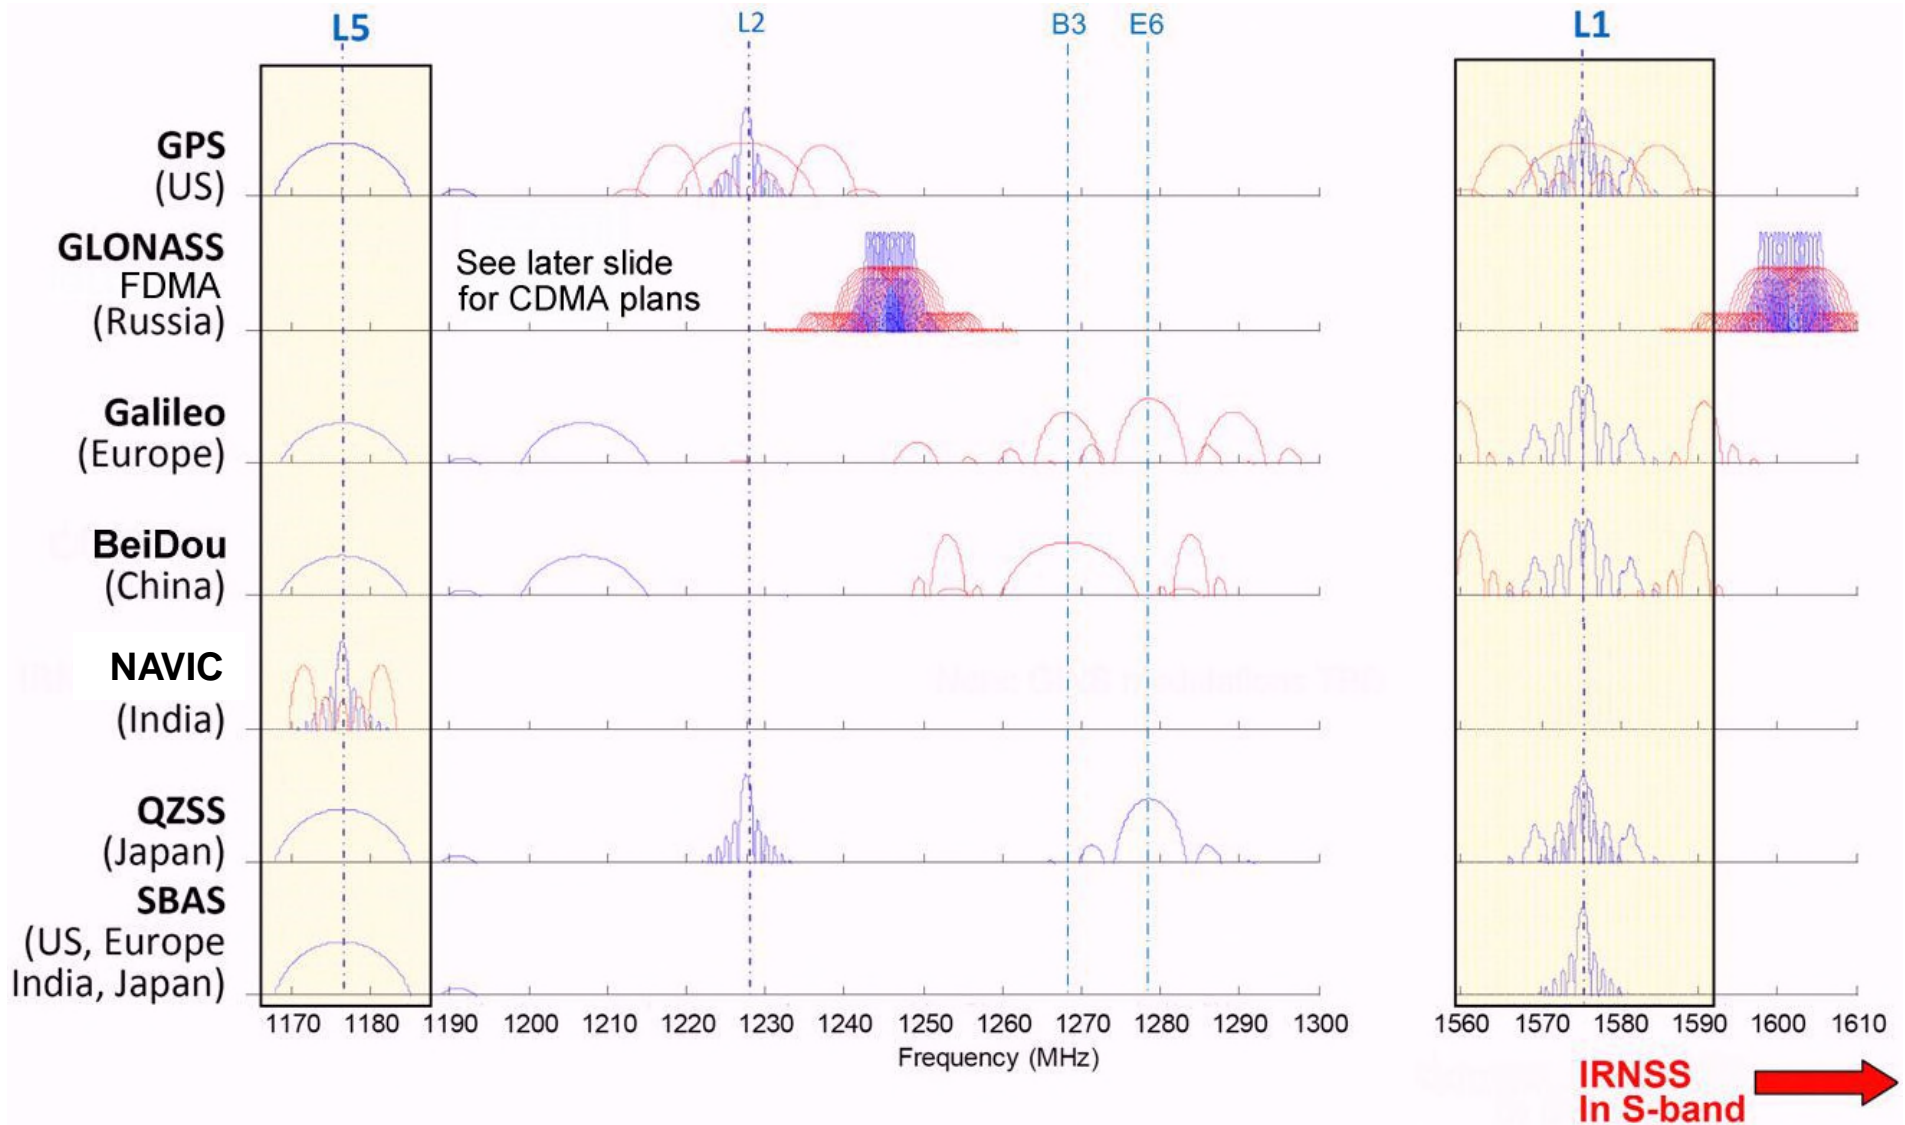 L5
L2
B3
E6
L1
GPS
(US)
GLONASS
FDMA
(Russia)
See later slide
for CDMA plans
Galileo
(Europe)
BeiDou
(China)
NAVIC
(India)
QZSS
(Japan)
SBAS
(US, Europe
India, Japan)
1170 1180 1190 1200 1210 1220 1230 1240 1250 1260 1270 1280 1290 1300
1560 1570 1580 1590 1600 1610
Frequency (MHz)
IRNSS
In S-band